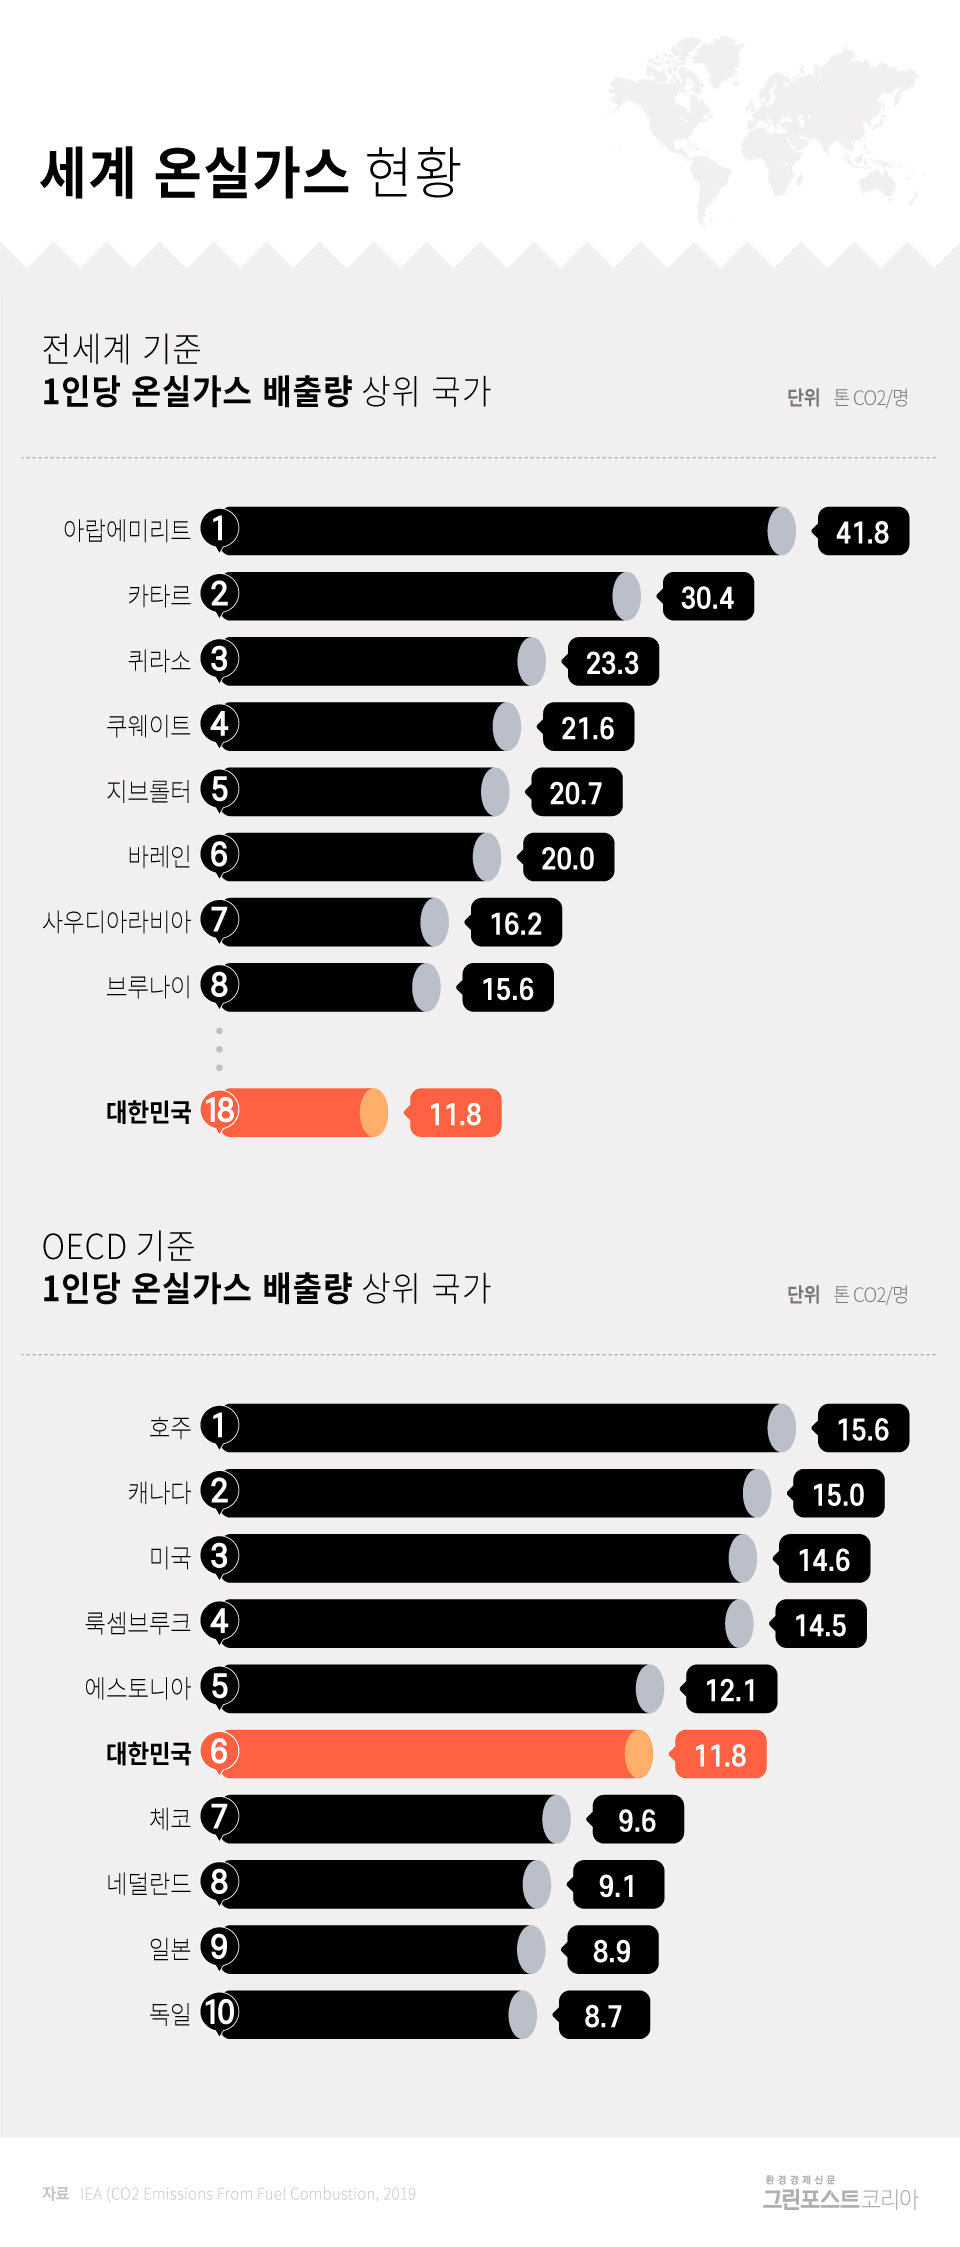 세계 온실가스 현황
전세계 기준
1인당 온실가스 배출량 상위 국가
단위 톤 CO2/명
아랍에미리트 1 41.8
카타르 2 30.4
퀴라소 3 23.3
쿠웨이트 4 21.6
지브롤터 5 20.7
바레인 6 20.0
사우디아라비아 7 16.2
브루나이 8 15.6
대한민국 18 11.8
OECD 기준
1인당 온실가스 배출량 상위 국가
단위 톤 CO2/명
호주 1 15.6
캐나다 2 15.0
미국 3 14.6
룩셈브루크 4 14.5
에스토니아 5 12.1
대한민국 6 11.8
체코 7 9.6
네덜란드 8 9.1
일본 9 8.9
독일 10 8.7
자료 IEA (CO2 Emissions From Fuel Combustion, 2019
환경경제신문
그린포스트코리아